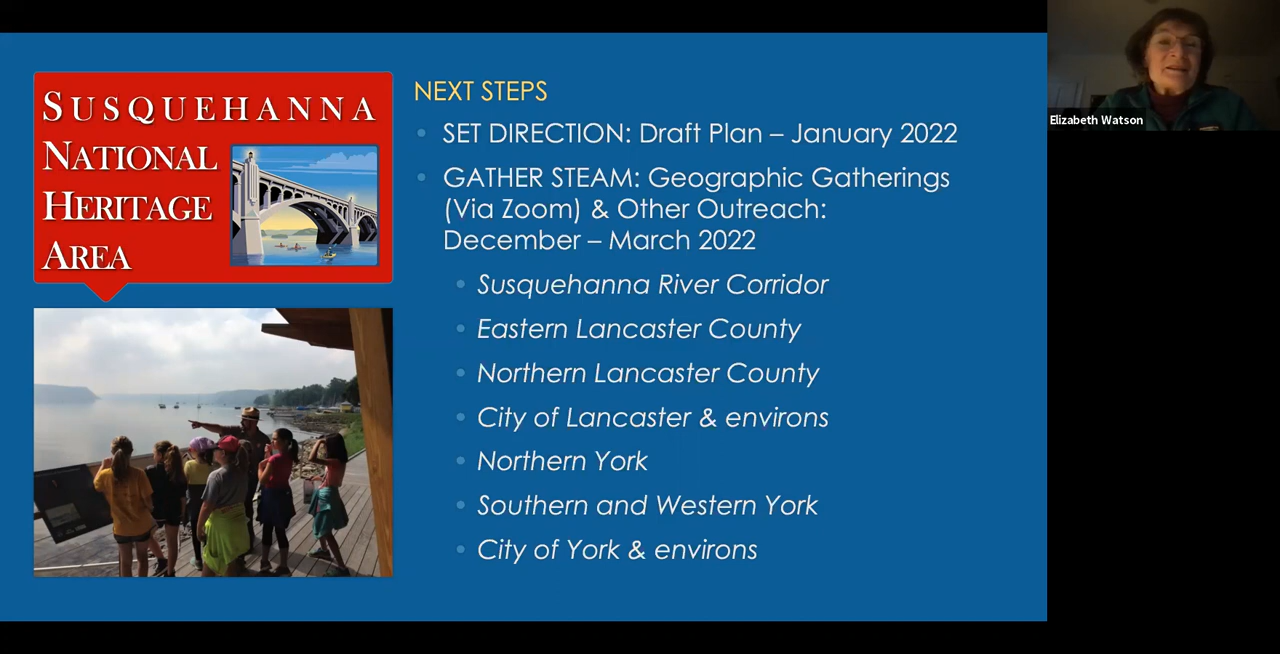 SUSQUEHANNA
NATIONAL
HERITAGE
AREA
NEXT STEPS
SET DIRECTION: Draft Plan – January 2022
GATHER STEAM: Geographic Gatherings
(Via Zoom) & Other Outreach:
December – March 2022
Susquehanna River Corridor
Eastern Lancaster County
Northern Lancaster County
City of Lancaster & environs
Northern York
Southern and Western York
City of York & environs
Elizabeth Watson